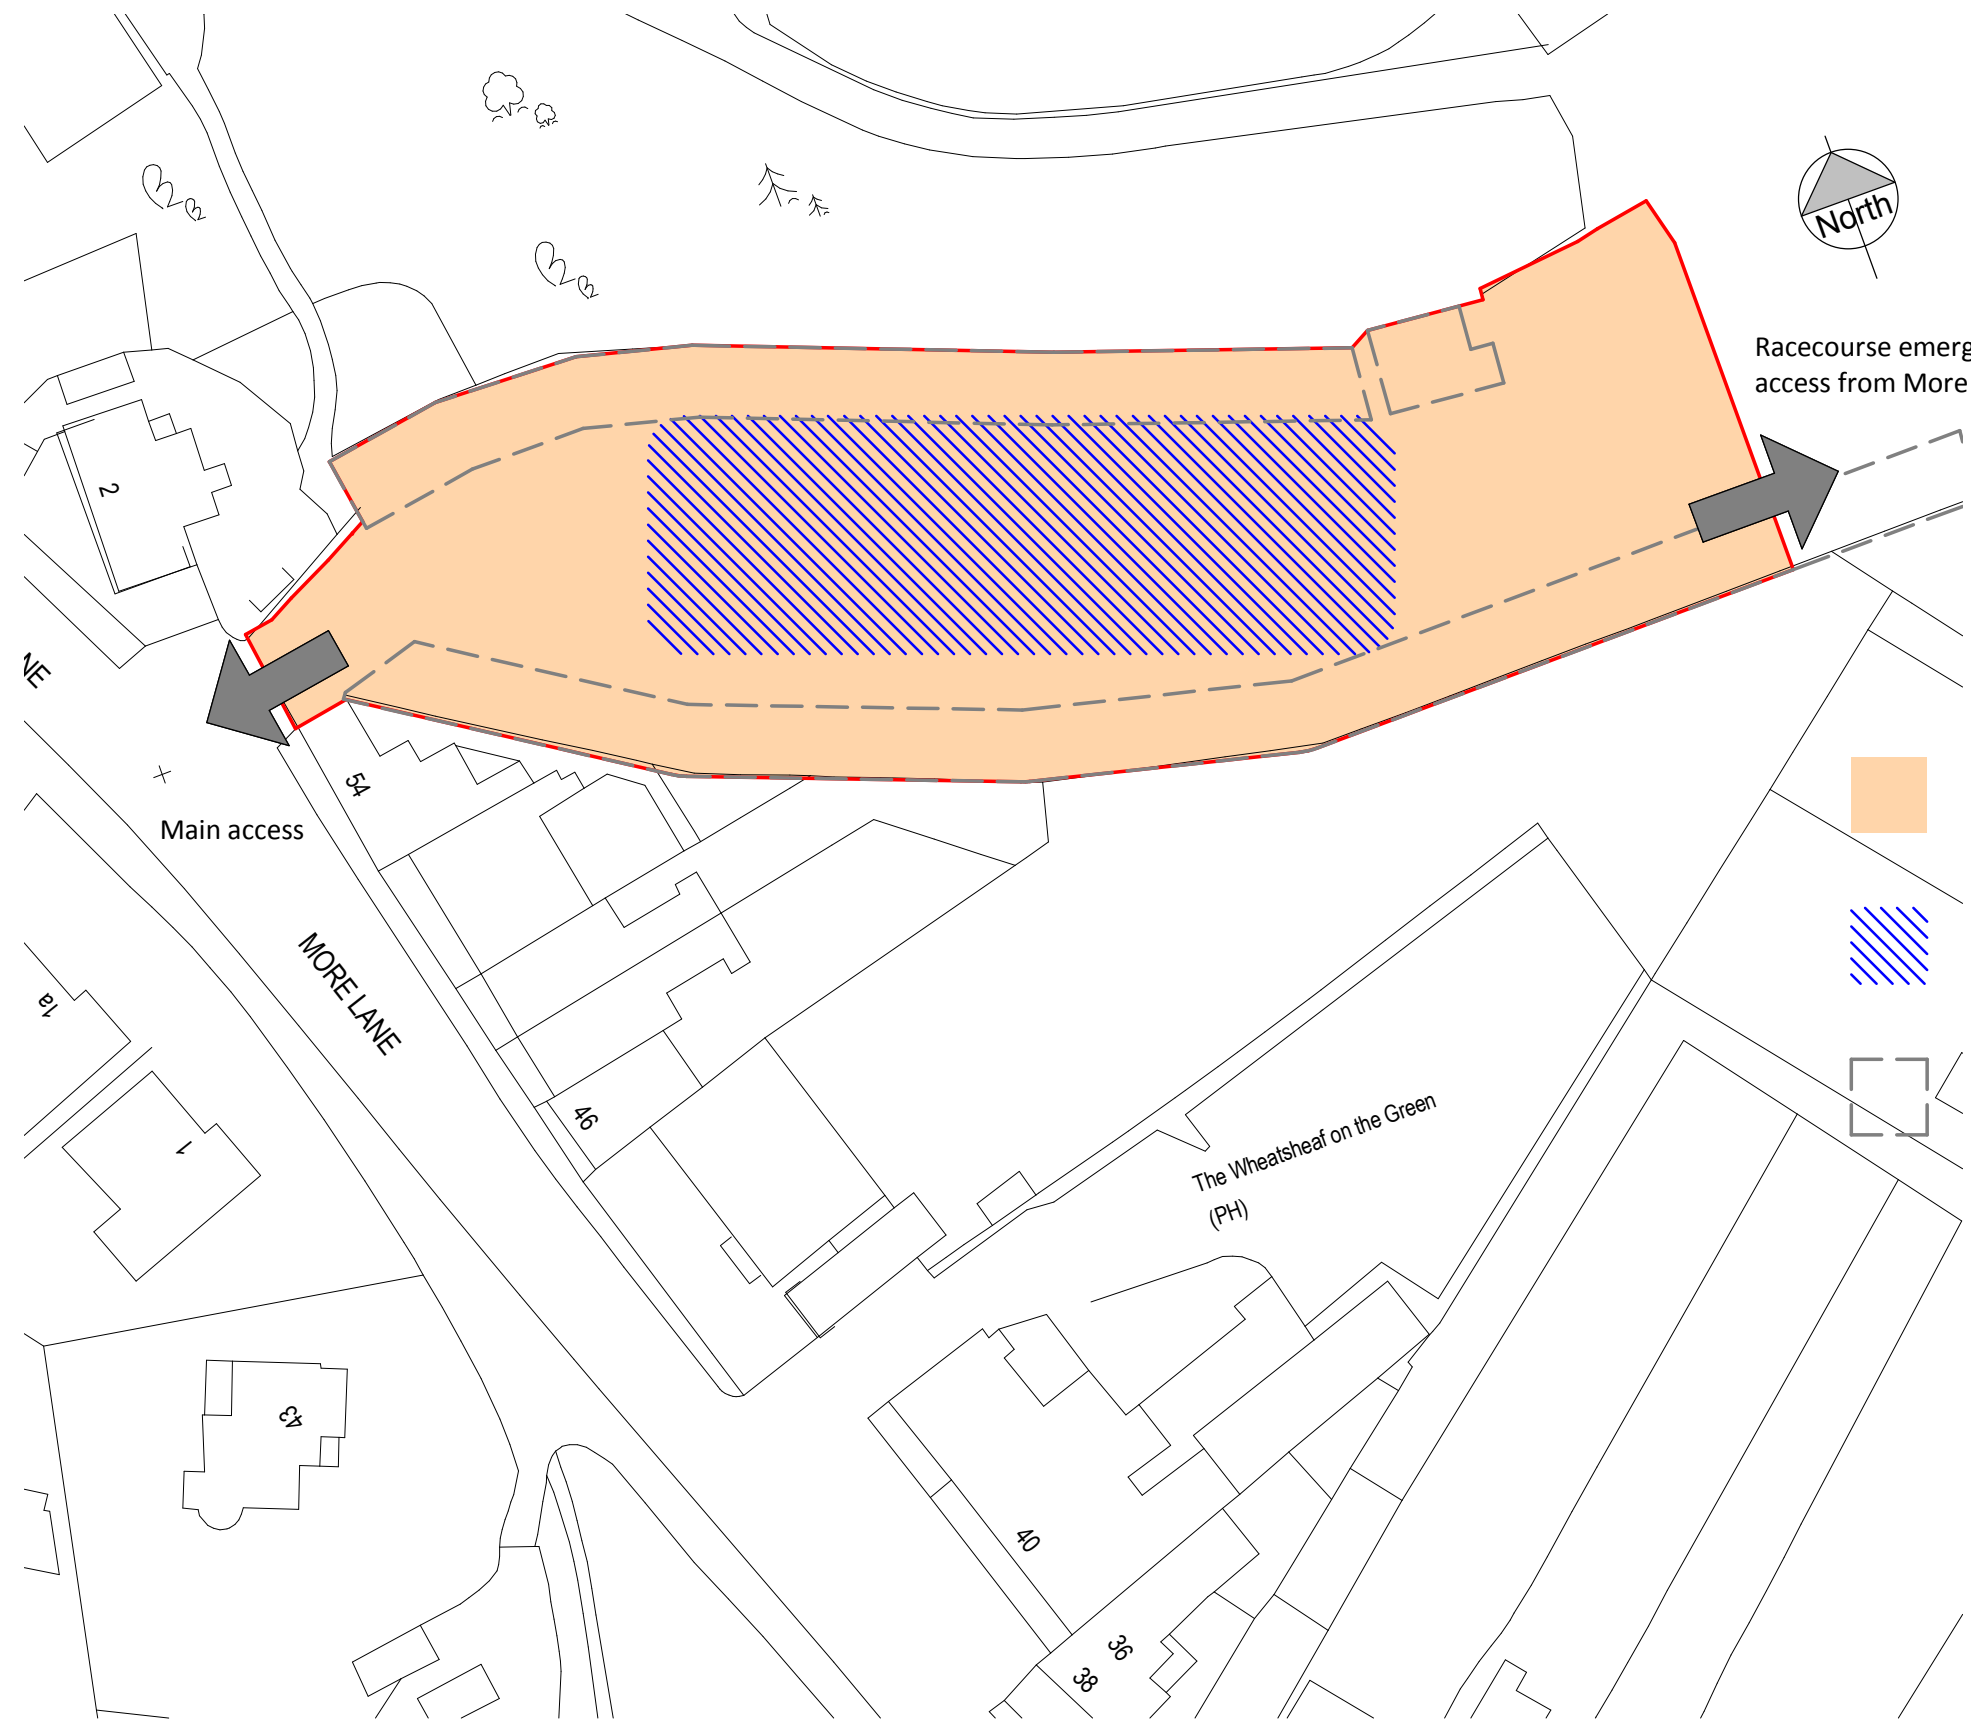 North
Racecourse emerg
access from More
2
NE
54
Main access
MORE LANE
1a
46
1
The Wheatsheaf on the Green
(PH)
43
40
36
38